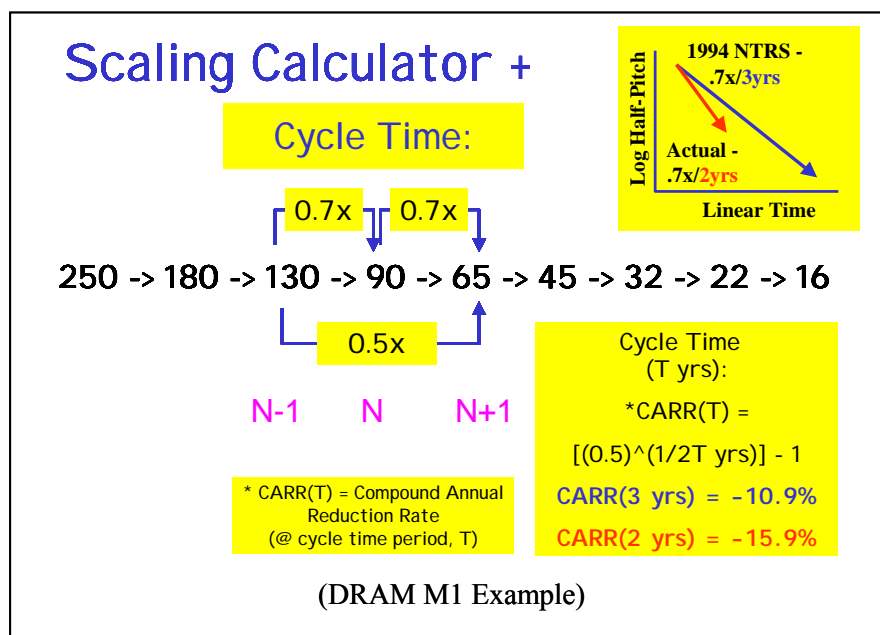 Scaling Calculator +
Cycle Time:
1994 NTRS -
.7x/3yrs
Log Half-Pitch
Actual -
.7x/2yrs
Linear Time
0.7x
0.7x
250 -> 180 -> 130 -> 90 -> 65 -> 45 -> 32 -> 22 -> 16
0.5x
N-1 N N+1
Cycle Time
(T yrs):
*CARR(T) =
[(0.5)^(1/2T yrs)] - 1
CARR(3 yrs) = -10.9%
CARR(2 yrs) = -15.9%
* CARR(T) = Compound Annual
Reduction Rate
(@ cycle time period, T)
(DRAM M1 Example)